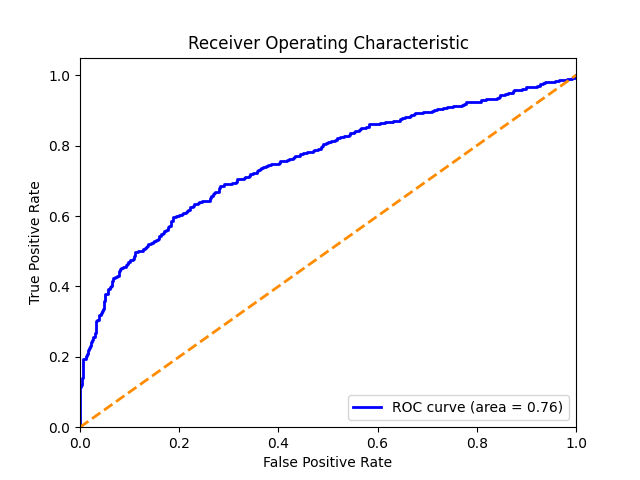 Receiver Operating Characteristic
1.0
0.8
0.6
0.4
0.2
0.0
True Positive Rate
ROC curve (area = 0.76)
0.0 0.2 0.4 0.6 0.8 1.0
False Positive Rate